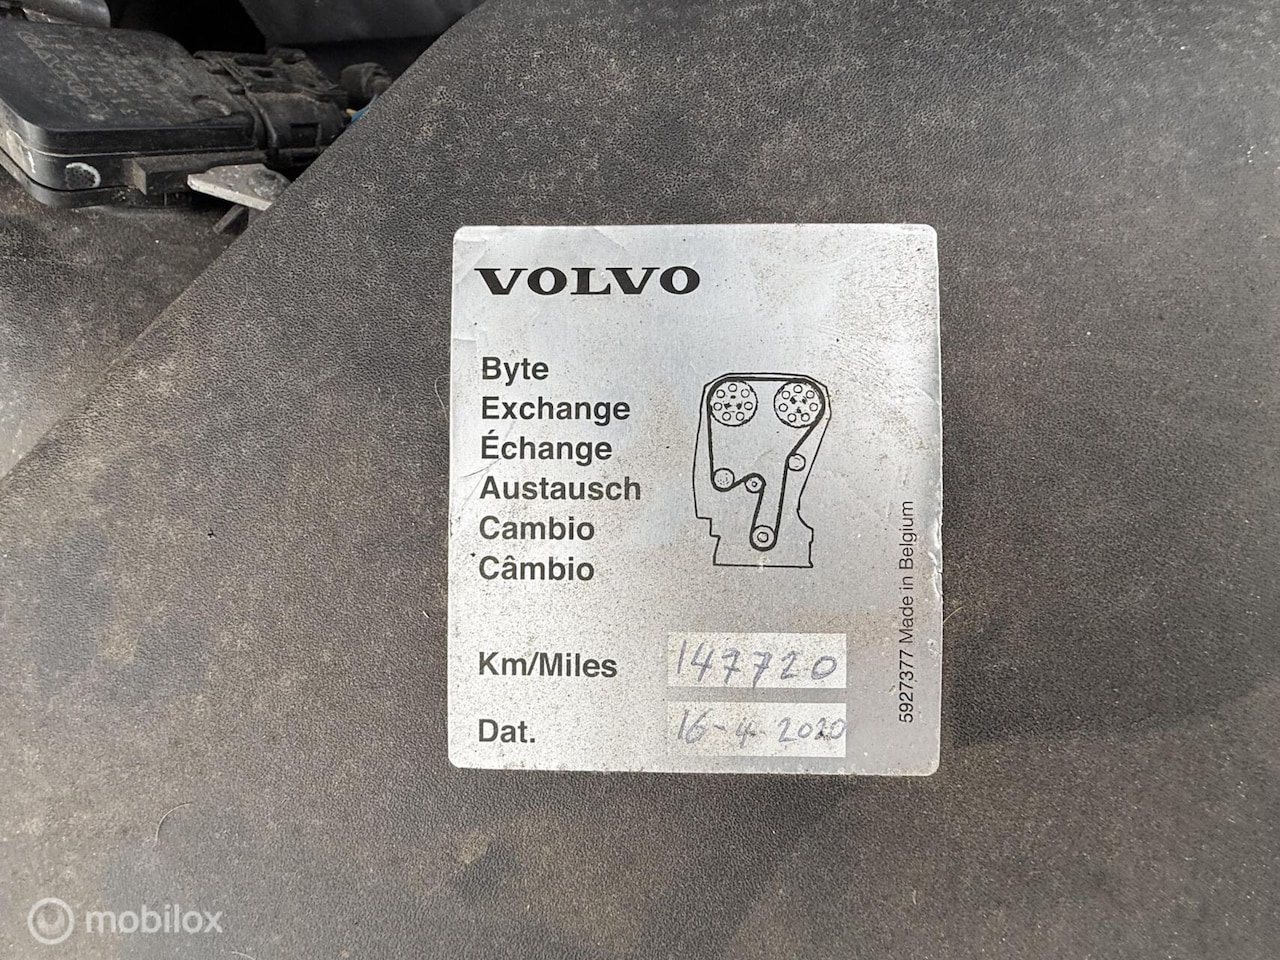 VOLVO
Byte
Exchange
Échange
Austausch
Cambio
Câmbio
Km/Miles 147720
Dat. 16-4-2020
5927377 Made in Belgium
mobilox